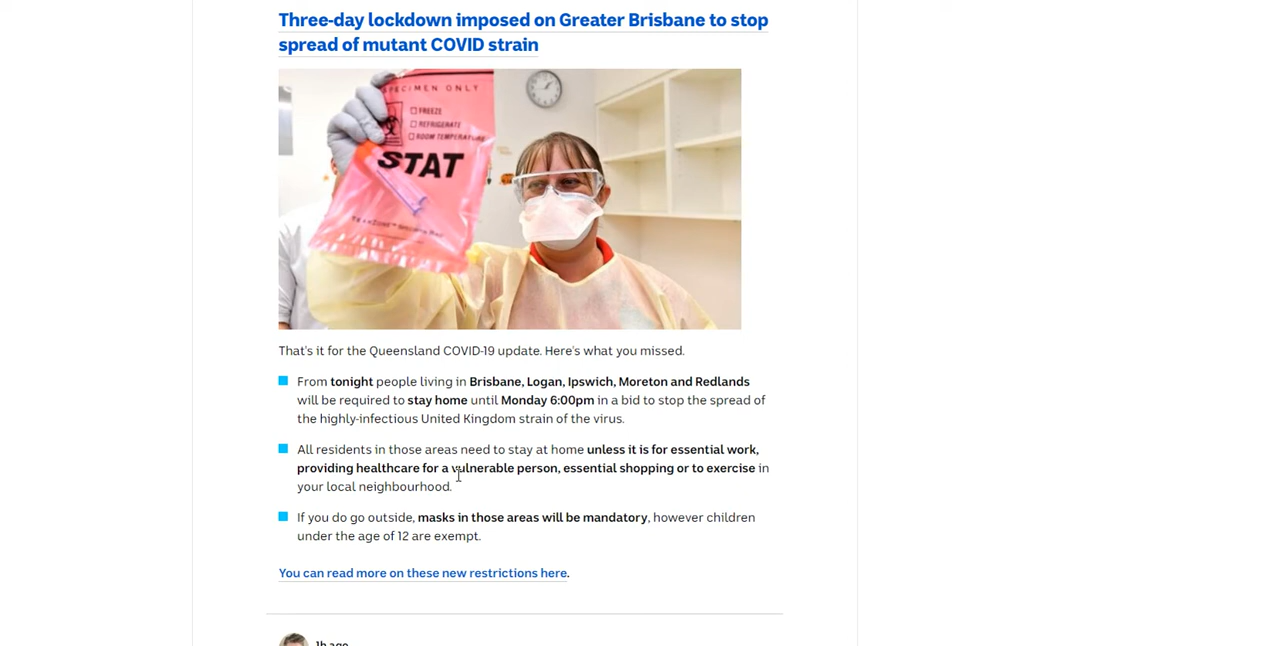 Three-day lockdown imposed on Greater Brisbane to stop
spread of mutant COVID strain
SPECIMEN ONLY
FREEZE
REFRIGERATE
ROOM TEMPERATURE
STAT
That's it for the Queensland COVID-19 update. Here's what you missed.
From tonight people living in Brisbane, Logan, Ipswich, Moreton and Redlands
will be required to stay home until Monday 6:00pm in a bid to stop the spread of
the highly-infectious United Kingdom strain of the virus.
All residents in those areas need to stay at home unless it is for essential work,
providing healthcare for a vulnerable person, essential shopping or to exercise in
your local neighbourhood.
If you do go outside, masks in those areas will be mandatory, however children
under the age of 12 are exempt.
You can read more on these new restrictions here.
1h ago